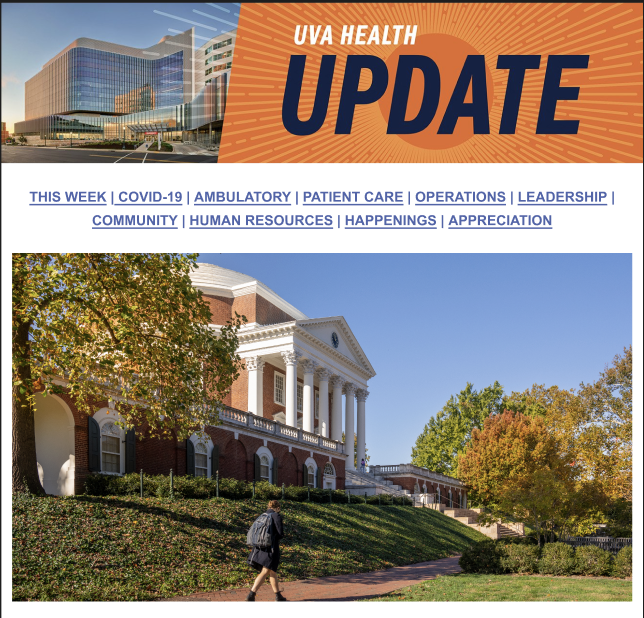 UVA HEALTH
UPDATE
THIS WEEK | COVID-19 | AMBULATORY | PATIENT CARE | OPERATIONS | LEADERSHIP |
COMMUNITY | HUMAN RESOURCES | HAPPENINGS | APPRECIATION